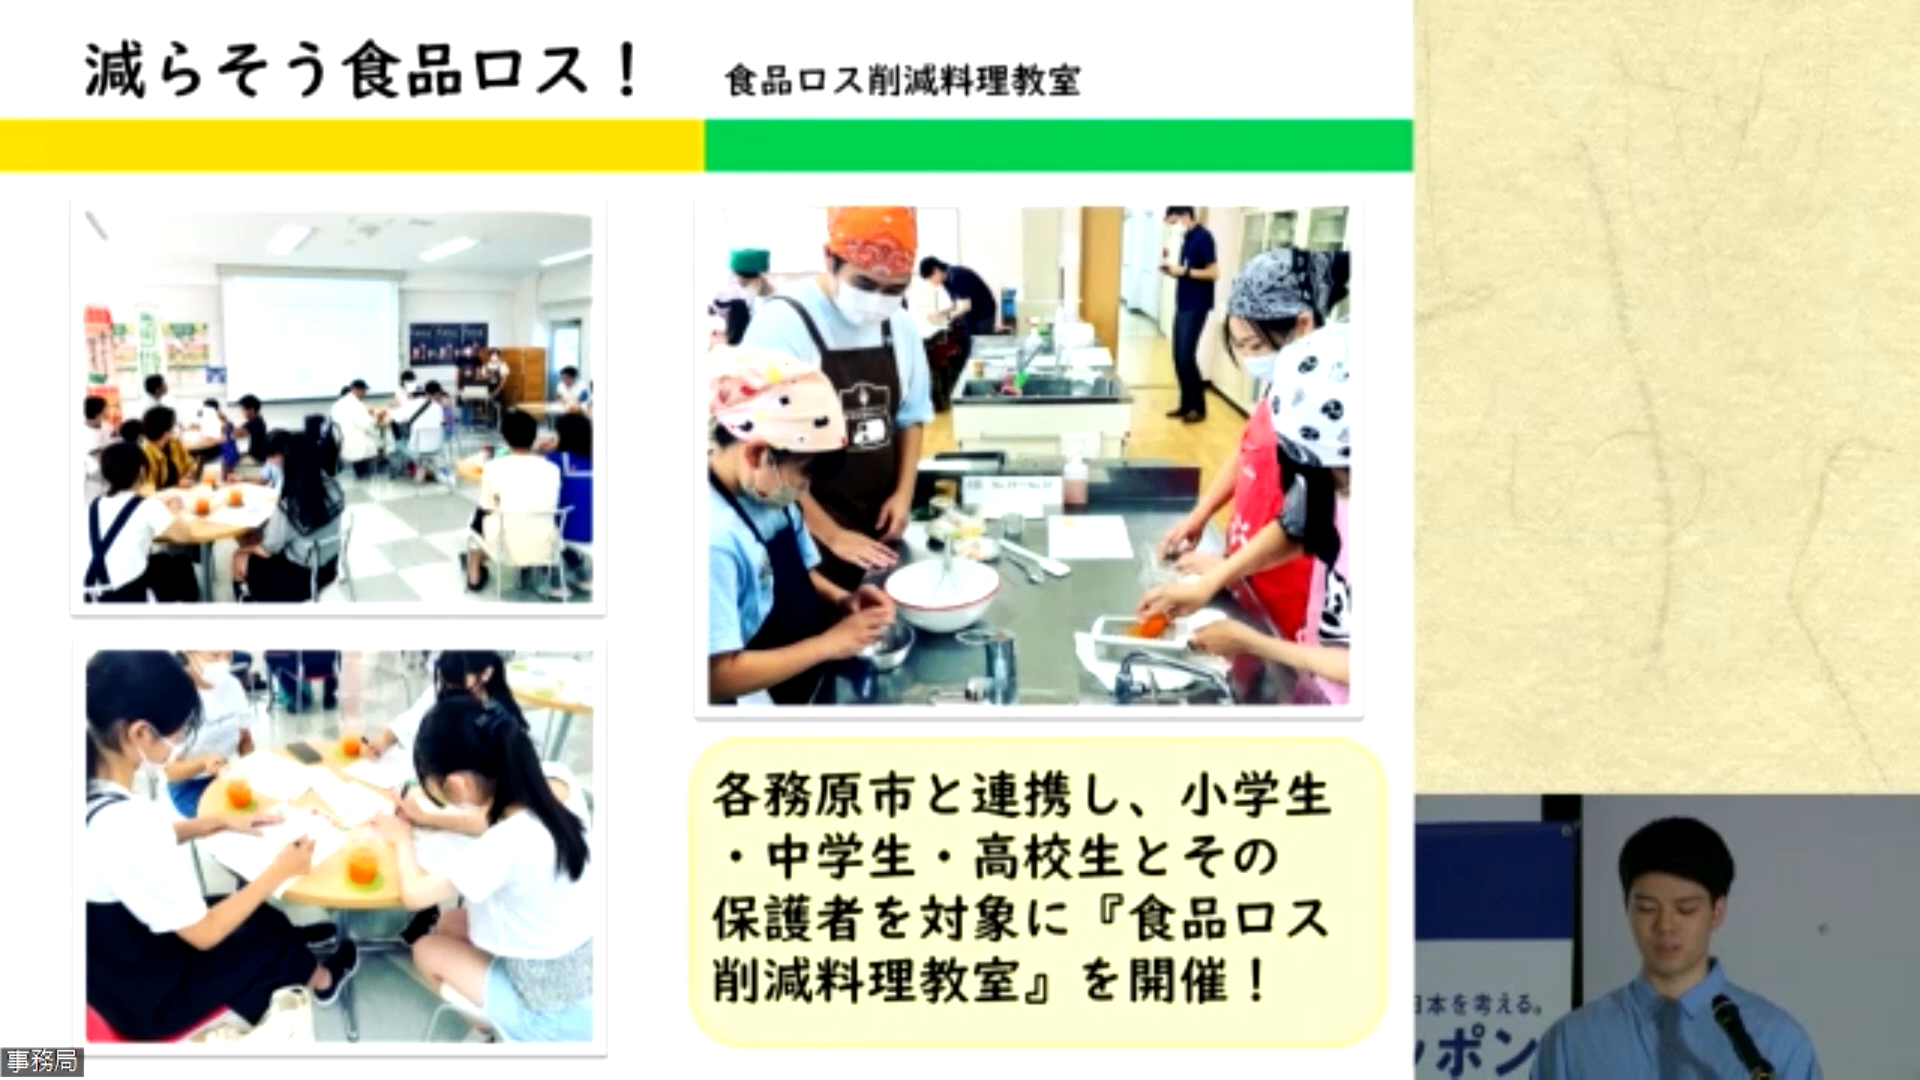 減らそう食品ロス！ 食品ロス削減料理教室
各務原市と連携し、小学生
・中学生・高校生とその
保護者を対象に『食品ロス
削減料理教室』を開催！
日本を考える。
ッポン
事務局